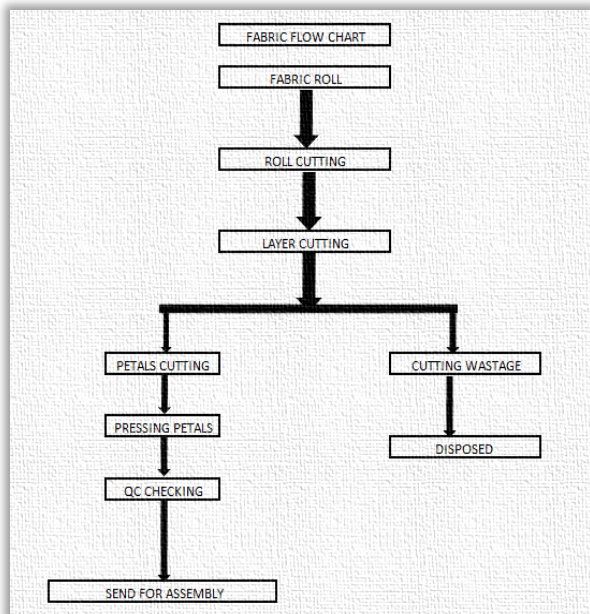 FABRIC FLOW CHART
FABRIC ROLL
ROLL CUTTING
LAYER CUTTING
PETALS CUTTING
CUTTING WASTAGE
PRESSING PETALS
DISPOSED
QC CHECKING
SEND FOR ASSEMBLY